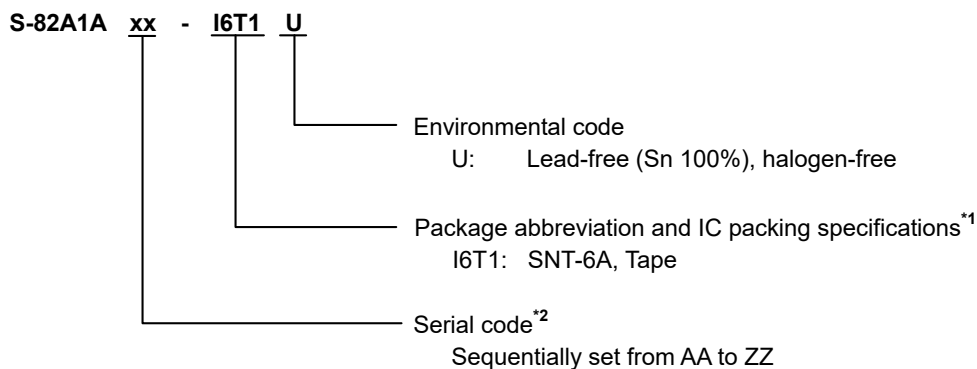 S-82A1A xx - I6T1 U
Environmental code
U: Lead-free (Sn 100%), halogen-free
Package abbreviation and IC packing specifications*1
I6T1: SNT-6A, Tape
Serial code*2
Sequentially set from AA to ZZ